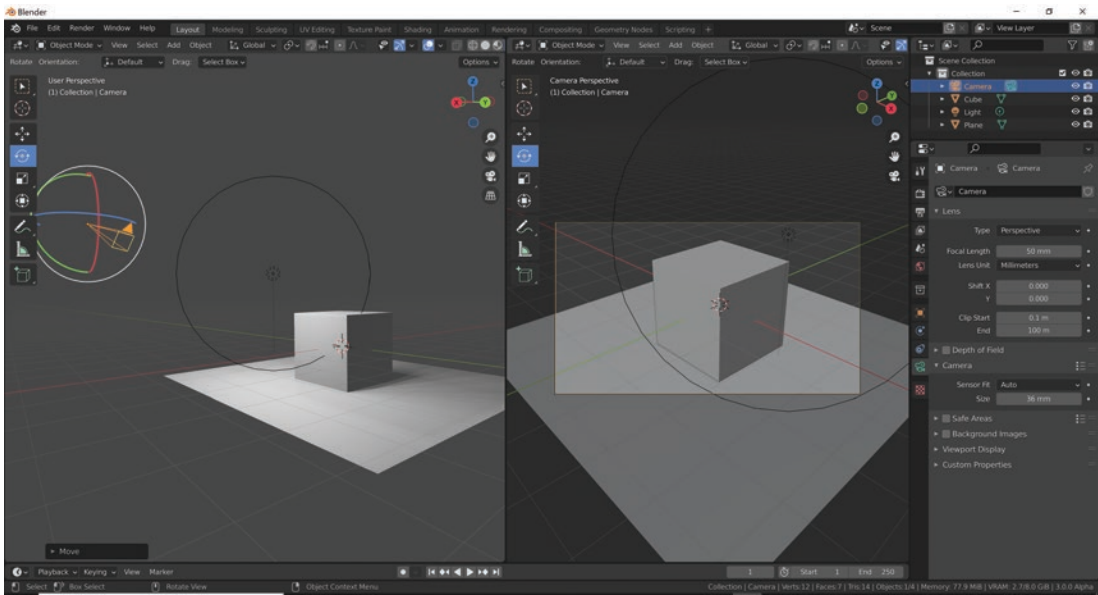 Blender
File Edit Render Window Help Layout Modeling Sculpting UV Editing Texture Paint Shading Animation Rendering Compositing Geometry Nodes Scripting + Scene View Layer
Object Mode View Select Add Object Global
Rotate Orientation: Default Drag: Select Box Options
User Perspective
(1) Collection | Camera
Z
X
Y
Move
Object Mode View Select Add Object Global
Rotate Orientation: Default Drag: Select Box Options
Camera Perspective
(1) Collection | Camera
Z
Y
Scene Collection
Collection
Camera
Cube
Light
Plane
Camera Camera
Camera
Lens
Type Perspective
Focal Length 50 mm
Lens Unit Millimeters
Shift X 0.000
Y 0.000
Clip Start 0.1 m
End 100 m
Depth of Field
Camera
Sensor Fit Auto
Size 36 mm
Safe Areas
Background Images
Viewport Display
Custom Properties
Playback Keying View Marker 1 Start 1 End 250
Select Box Select Rotate View Object Context Menu Collection | Camera | Verts:12 | Faces:7 | Tris:14 | Objects:1/4 | Memory: 77.9 MiB | VRAM: 2.7/8.0 GiB | 3.0.0 Alpha